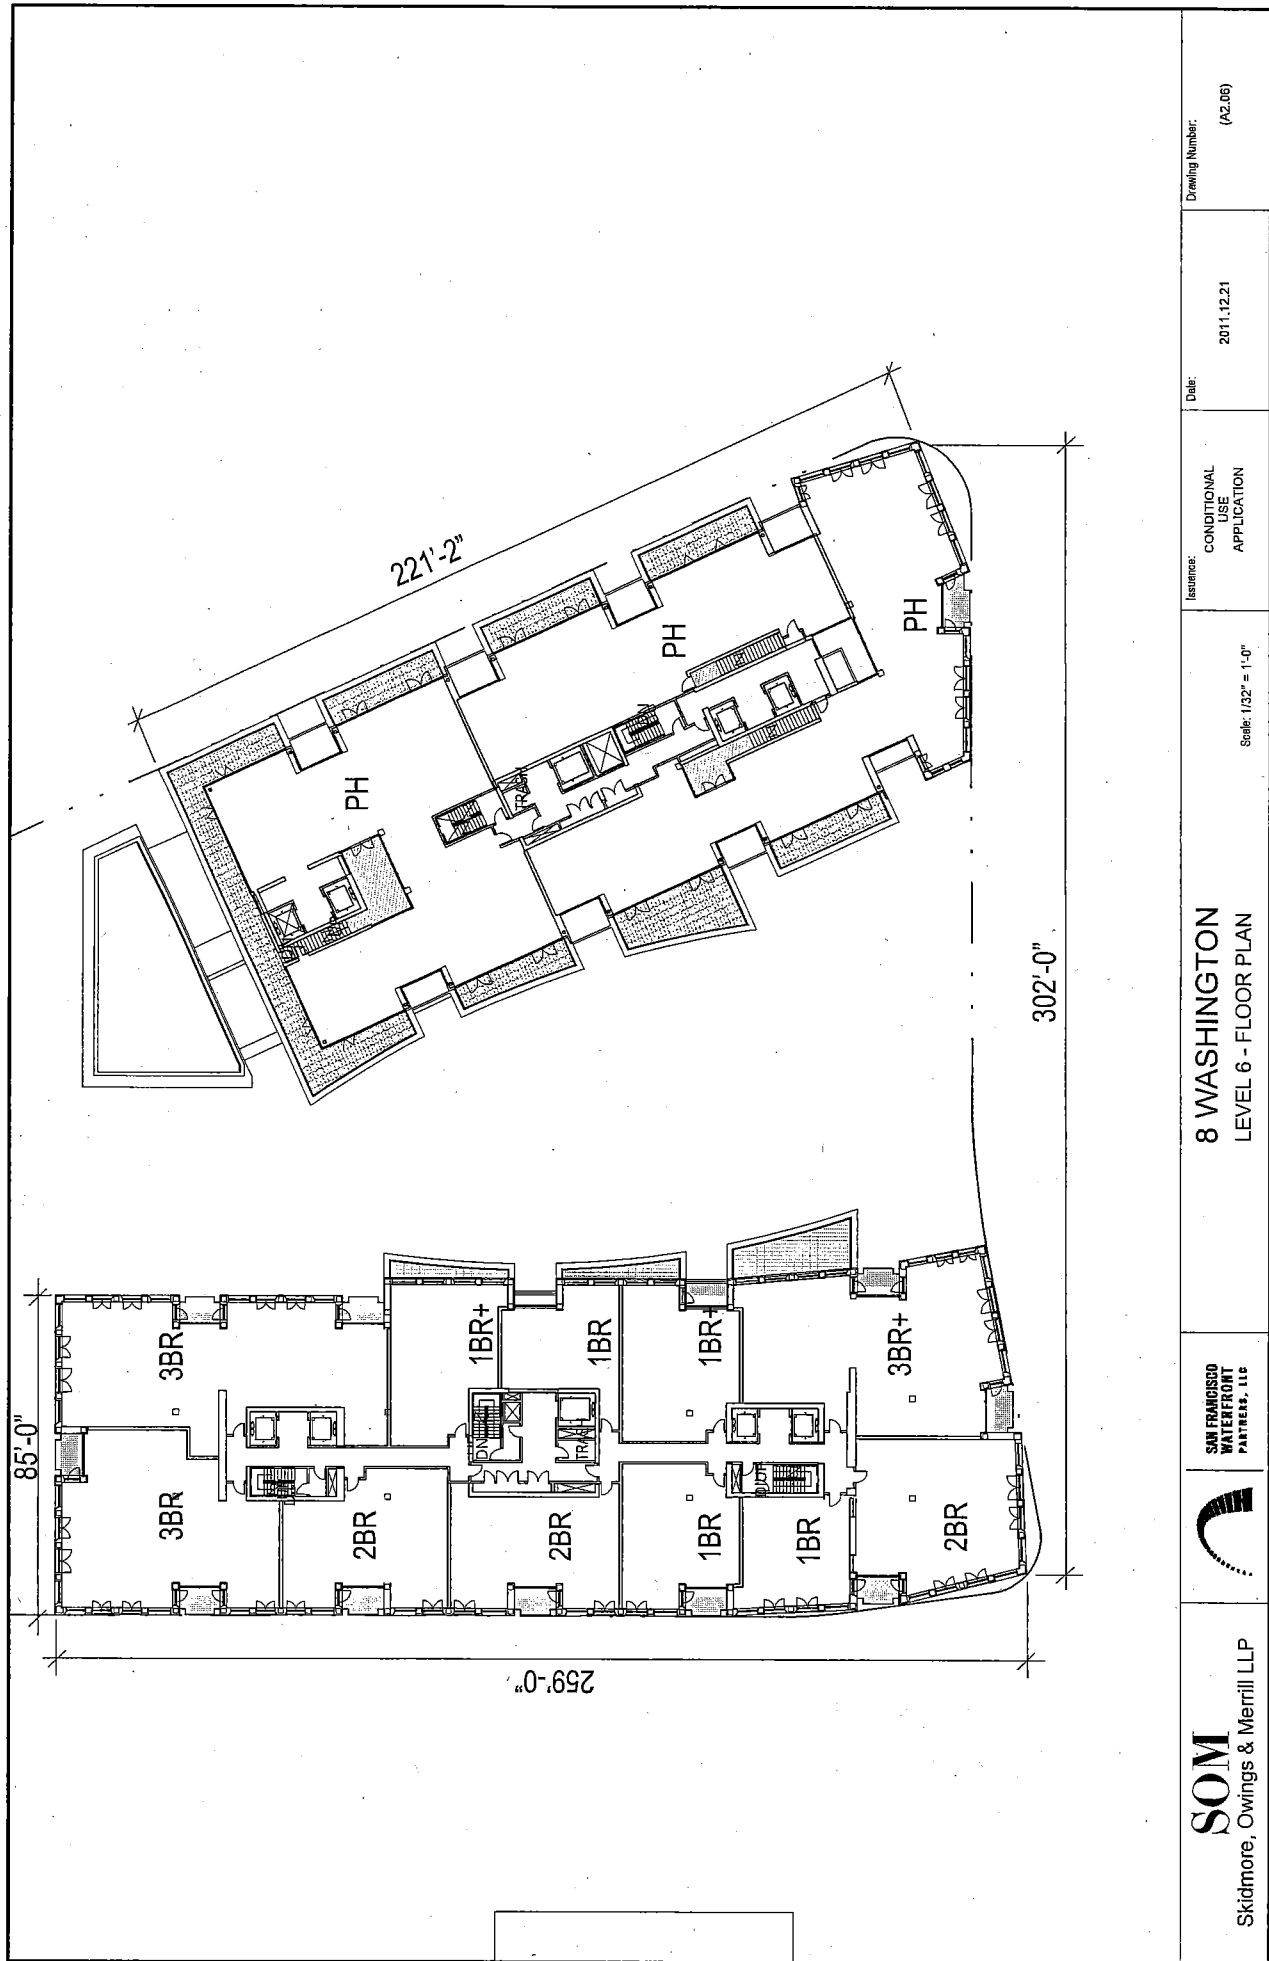 85'-0"
259'-0"
302'-0"
221'-2"
3BR
3BR
2BR
1BR+
2BR
1BR
1BR
1BR+
1BR
3BR+
2BR
DN
TRASH
PH
PH
PH
TRASH
SOM
Skidmore, Owings & Merrill LLP
SAN FRANCISCO
WATERFRONT
PARTNERS, LLC
8 WASHINGTON
LEVEL 6 - FLOOR PLAN
Scale: 1/32" = 1'-0"
Issuance:
CONDITIONAL
USE
APPLICATION
Date:
2011.12.21
Drawing Number:
(A2.06)